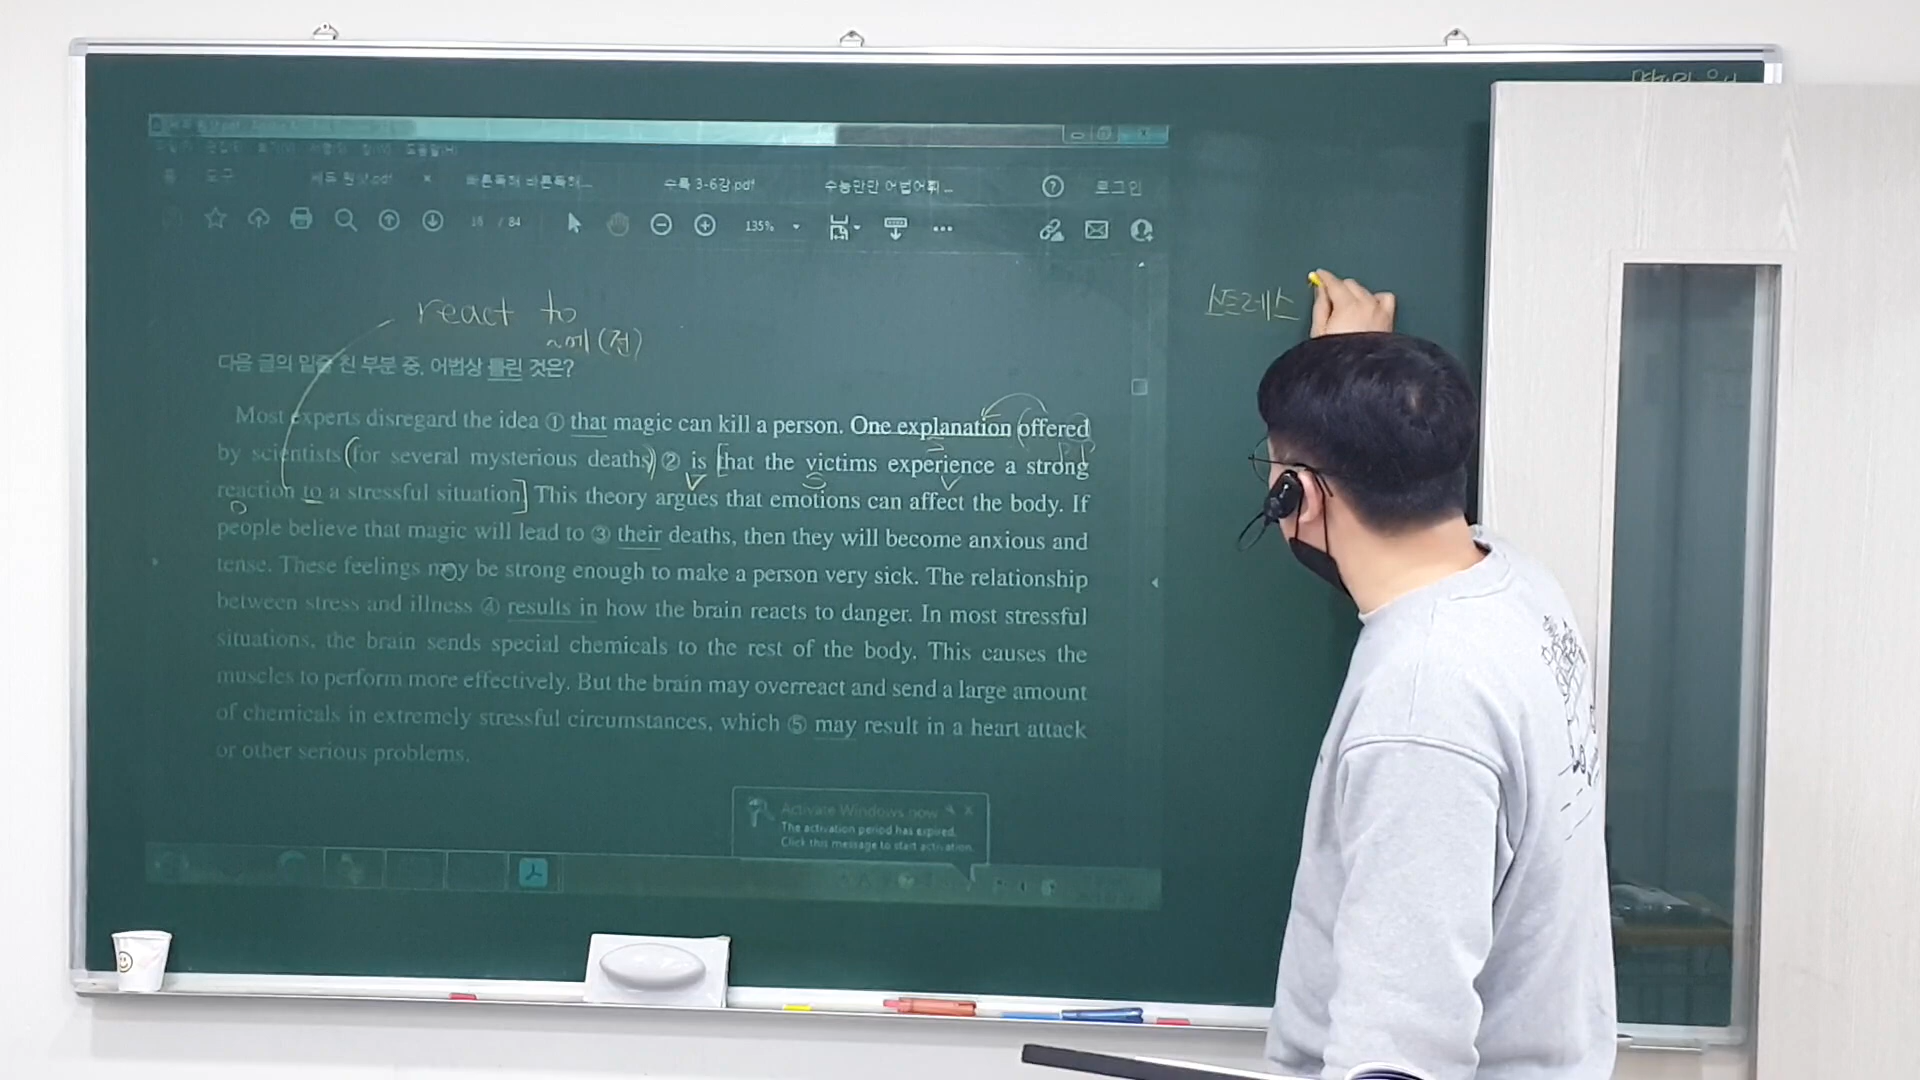 수특 3-6강.pdf
수능만만 어법어휘 ...
로그인
/ 84
135%
react to
~에 (전)
스트레스
다음 글의 밑줄 친 부분 중, 어법상 틀린 것은?
Most experts disregard the idea ① that magic can kill a person. One explanation offered
by scientists (for several mysterious deaths) ② is [that the victims experience a strong
reaction to a stressful situation.] This theory argues that emotions can affect the body. If
people believe that magic will lead to ③ their deaths, then they will become anxious and
tense. These feelings may be strong enough to make a person very sick. The relationship
between stress and illness ④ results in how the brain reacts to danger. In most stressful
situations, the brain sends special chemicals to the rest of the body. This causes the
muscles to perform more effectively. But the brain may overreact and send a large amount
of chemicals in extremely stressful circumstances, which ⑤ may result in a heart attack
or other serious problems.
Activate Windows now
The activation period has expired.
Click this message to start activation.